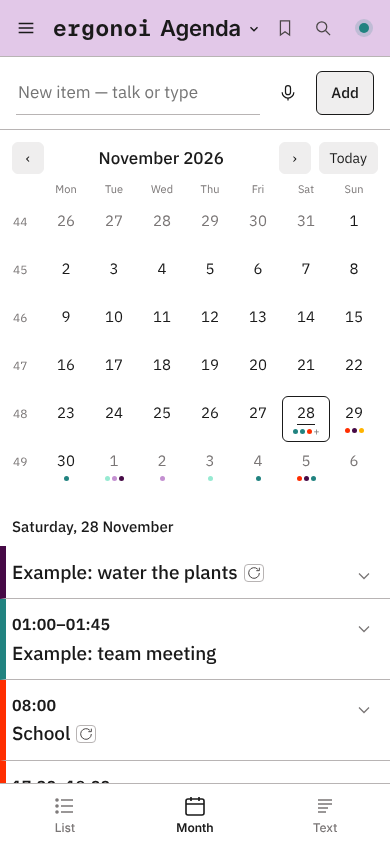 ergonoi Agenda
New item — talk or type
Add
‹ November 2026 › Today
Mon Tue Wed Thu Fri Sat Sun
44 26 27 28 29 30 31 1
45 2 3 4 5 6 7 8
46 9 10 11 12 13 14 15
47 16 17 18 19 20 21 22
48 23 24 25 26 27 28 29
+
49 30 1 2 3 4 5 6
Saturday, 28 November
Example: water the plants
01:00–01:45
Example: team meeting
08:00
School
List Month Text